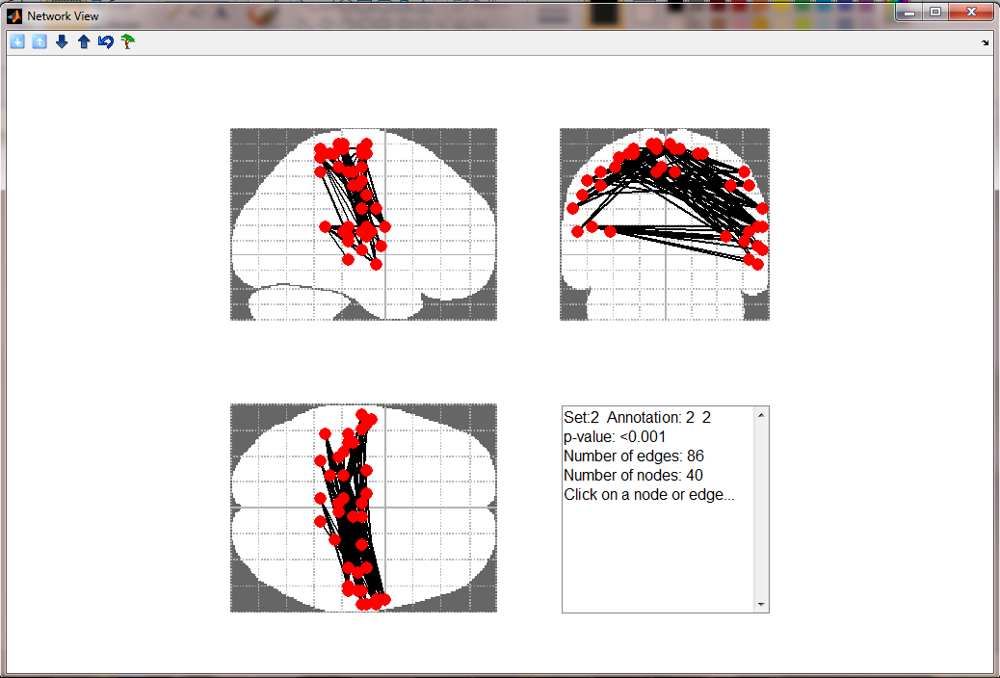 Network View
Set:2 Annotation: 2 2
p-value: <0.001
Number of edges: 86
Number of nodes: 40
Click on a node or edge...